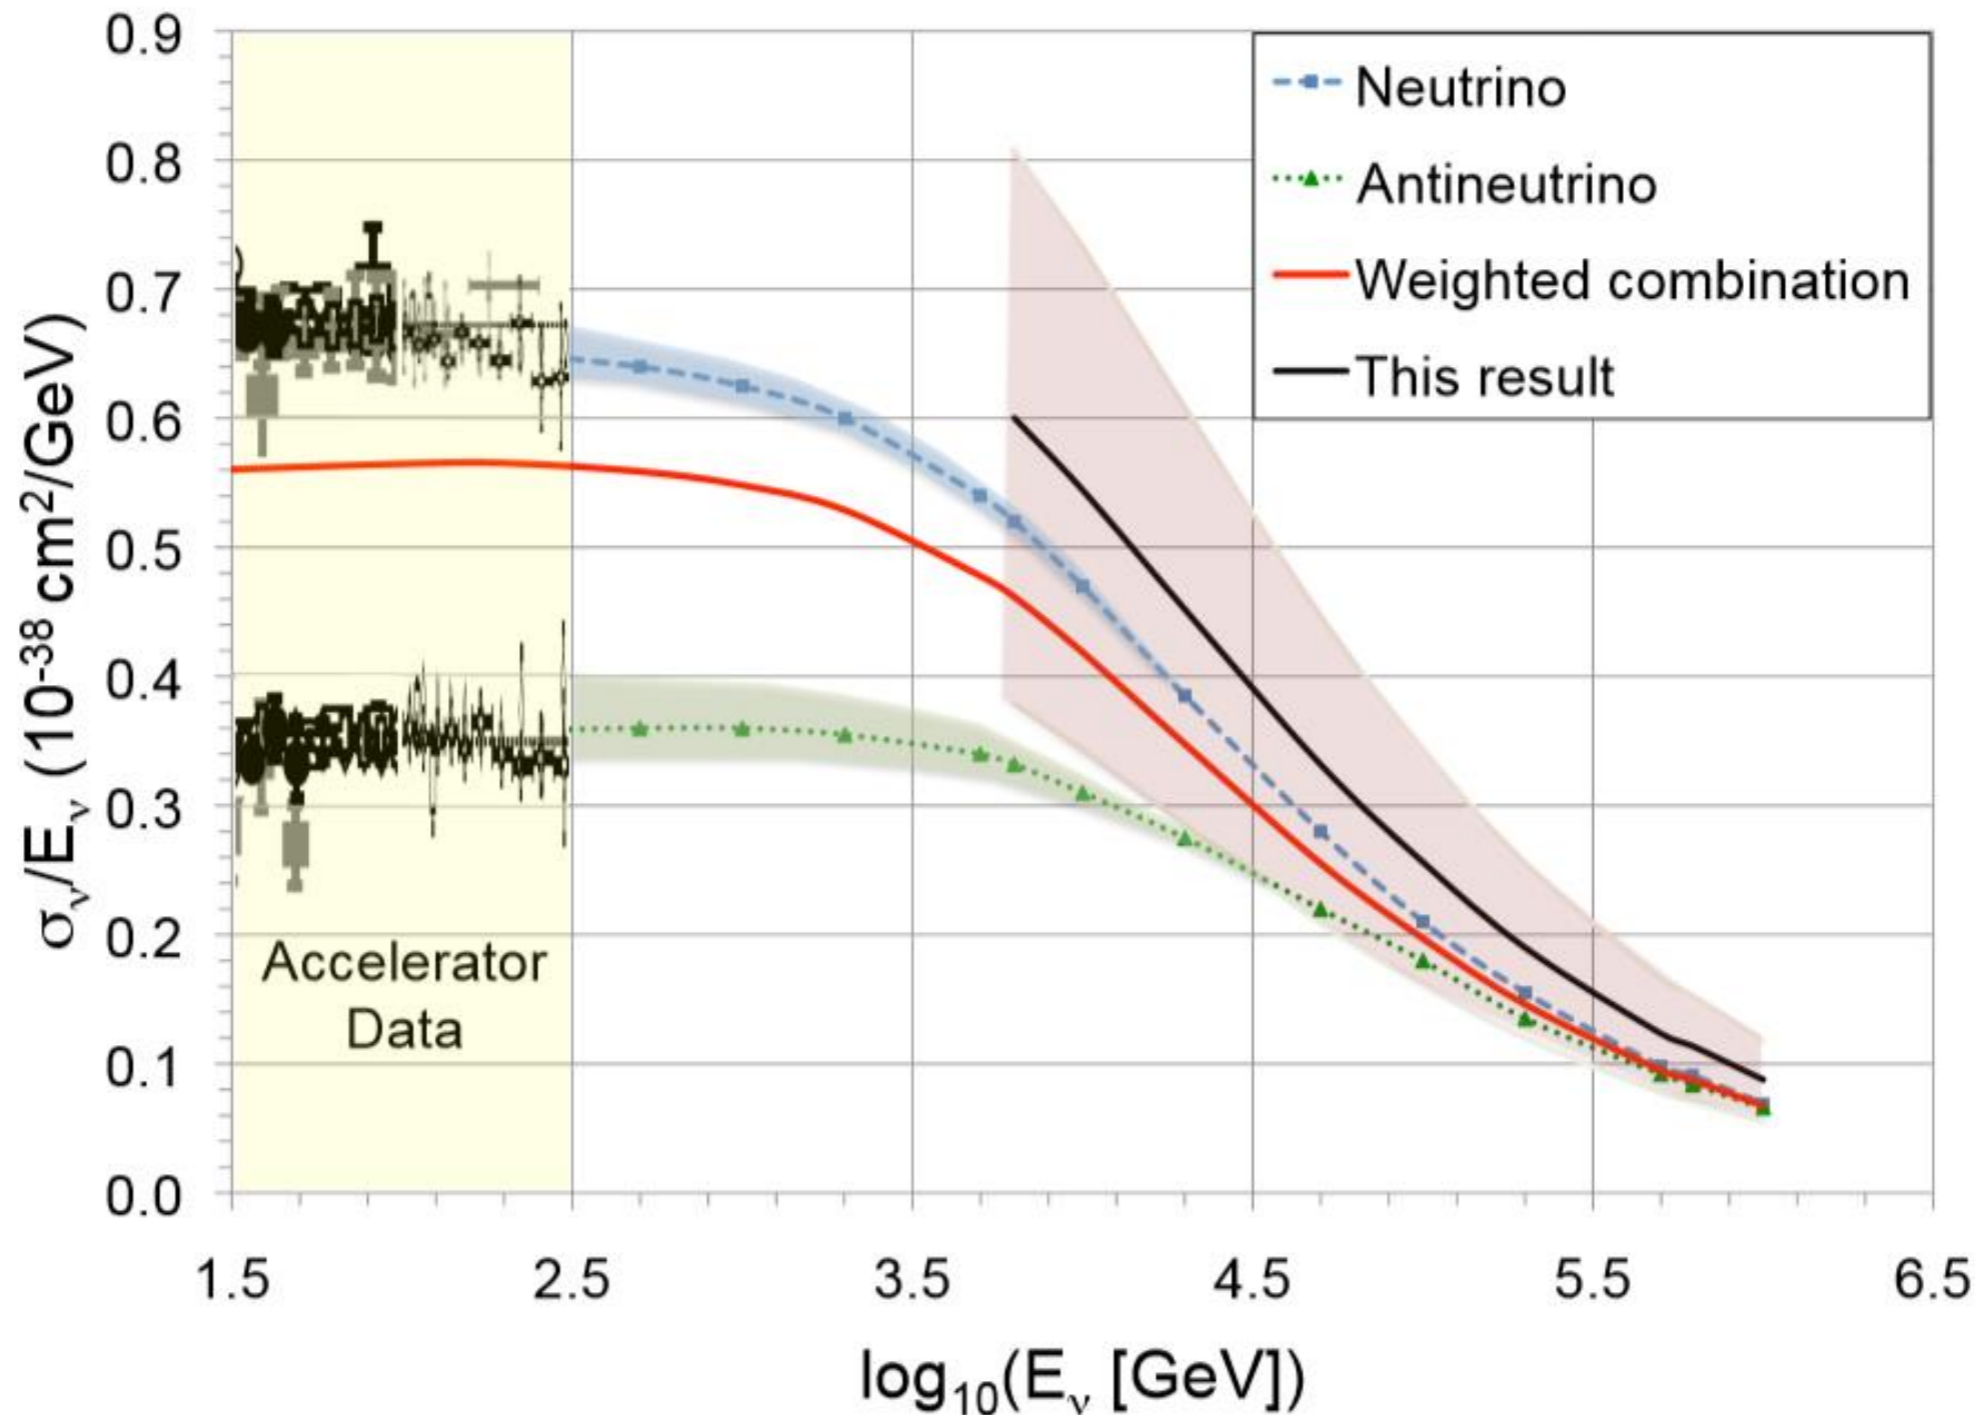 0.9
0.8
0.7
0.6
0.5
0.4
0.3
0.2
0.1
0.0
σν/Eν (10-38 cm2/GeV)
Neutrino
Antineutrino
Weighted combination
This result
Accelerator
Data
1.5 2.5 3.5 4.5 5.5 6.5
log10(Eν [GeV])